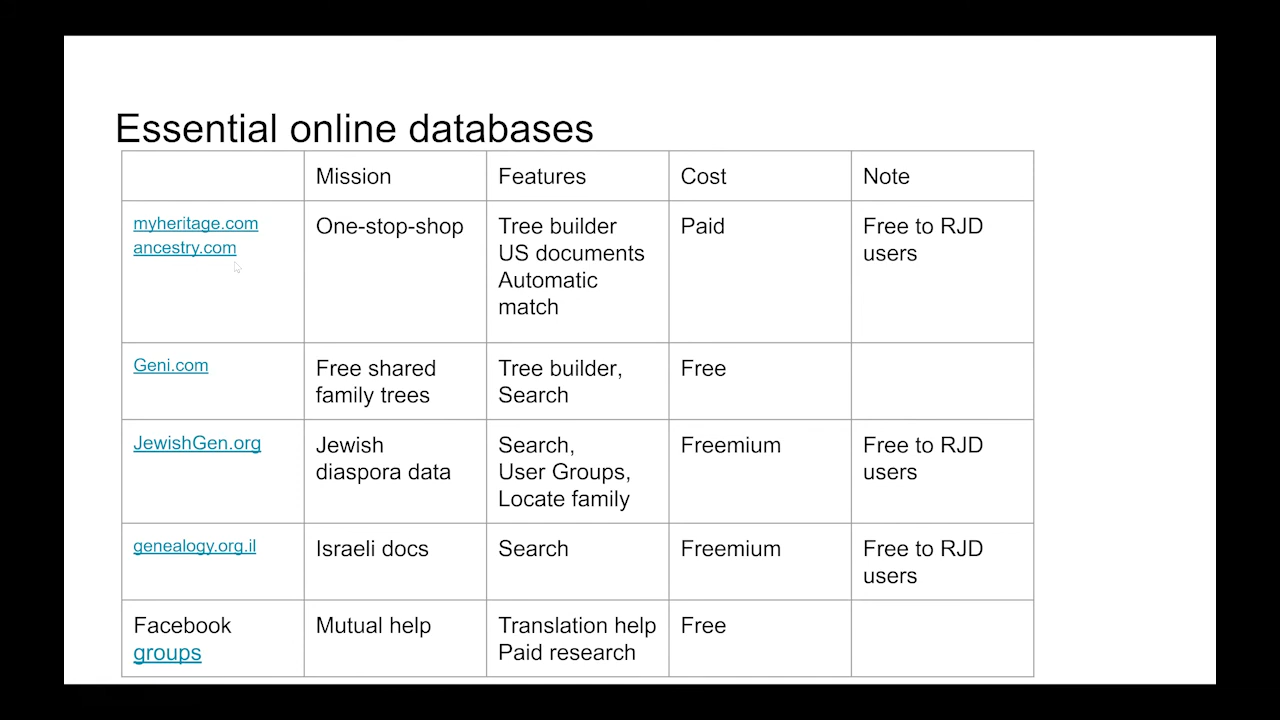 Essential online databases
Mission
Features
Cost
Note
myheritage.com
ancestry.com
One-stop-shop
Tree builder
US documents
Automatic
match
Paid
Free to RJD
users
Geni.com
Free shared
family trees
Tree builder,
Search
Free
JewishGen.org
Jewish
diaspora data
Search,
User Groups,
Locate family
Freemium
Free to RJD
users
genealogy.org.il
Israeli docs
Search
Freemium
Free to RJD
users
Facebook
groups
Mutual help
Translation help
Paid research
Free